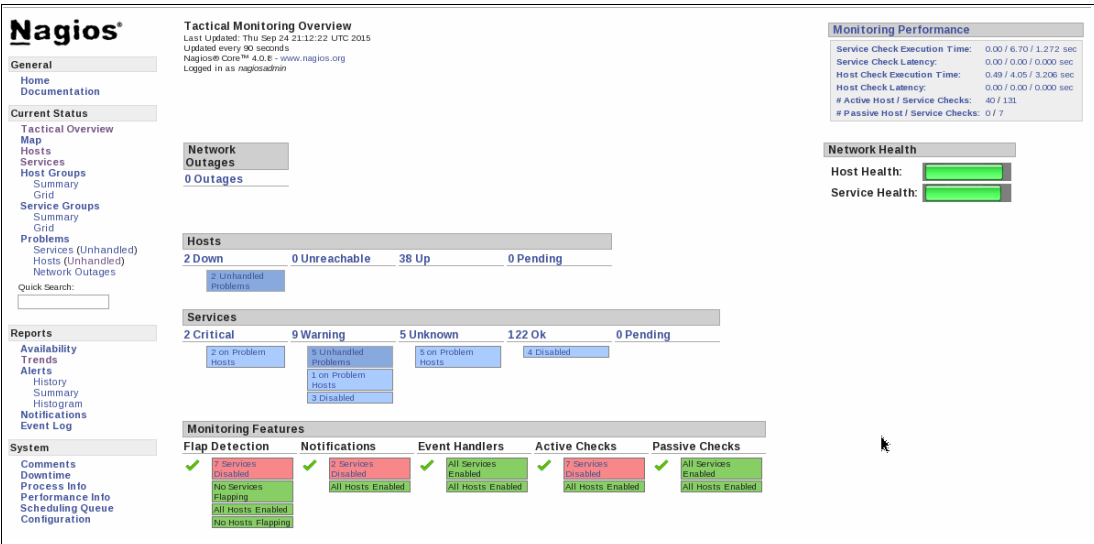 Nagios®
General
Home
Documentation
Current Status
Tactical Overview
Map
Hosts
Services
Host Groups
Summary
Grid
Service Groups
Summary
Grid
Problems
Services (Unhandled)
Hosts (Unhandled)
Network Outages
Quick Search:
Reports
Availability
Trends
Alerts
History
Summary
Histogram
Notifications
Event Log
System
Comments
Downtime
Process Info
Performance Info
Scheduling Queue
Configuration
Tactical Monitoring Overview
Last Updated: Thu Sep 24 21:12:22 UTC 2015
Updated every 90 seconds
Nagios® Core™ 4.0.8 - www.nagios.org
Logged in as nagiosadmin
Monitoring Performance
Service Check Execution Time: 0.00 / 6.70 / 1.272 sec
Service Check Latency: 0.00 / 0.00 / 0.000 sec
Host Check Execution Time: 0.49 / 4.05 / 3.206 sec
Host Check Latency: 0.00 / 0.00 / 0.000 sec
# Active Host / Service Checks: 40 / 131
# Passive Host / Service Checks: 0 / 7
Network
Outages
0 Outages
Network Health
Host Health:
Service Health:
Hosts
2 Down 0 Unreachable 38 Up 0 Pending
2 Unhandled
Problems
Services
2 Critical 9 Warning 5 Unknown 122 Ok 0 Pending
2 on Problem
Hosts
5 Unhandled
Problems
1 on Problem
Hosts
3 Disabled
5 on Problem
Hosts
4 Disabled
Monitoring Features
Flap Detection Notifications Event Handlers Active Checks Passive Checks
7 Services
Disabled
No Services
Flapping
All Hosts Enabled
No Hosts Flapping
2 Services
Disabled
All Hosts Enabled
All Services
Enabled
All Hosts Enabled
7 Services
Disabled
All Hosts Enabled
All Services
Enabled
All Hosts Enabled